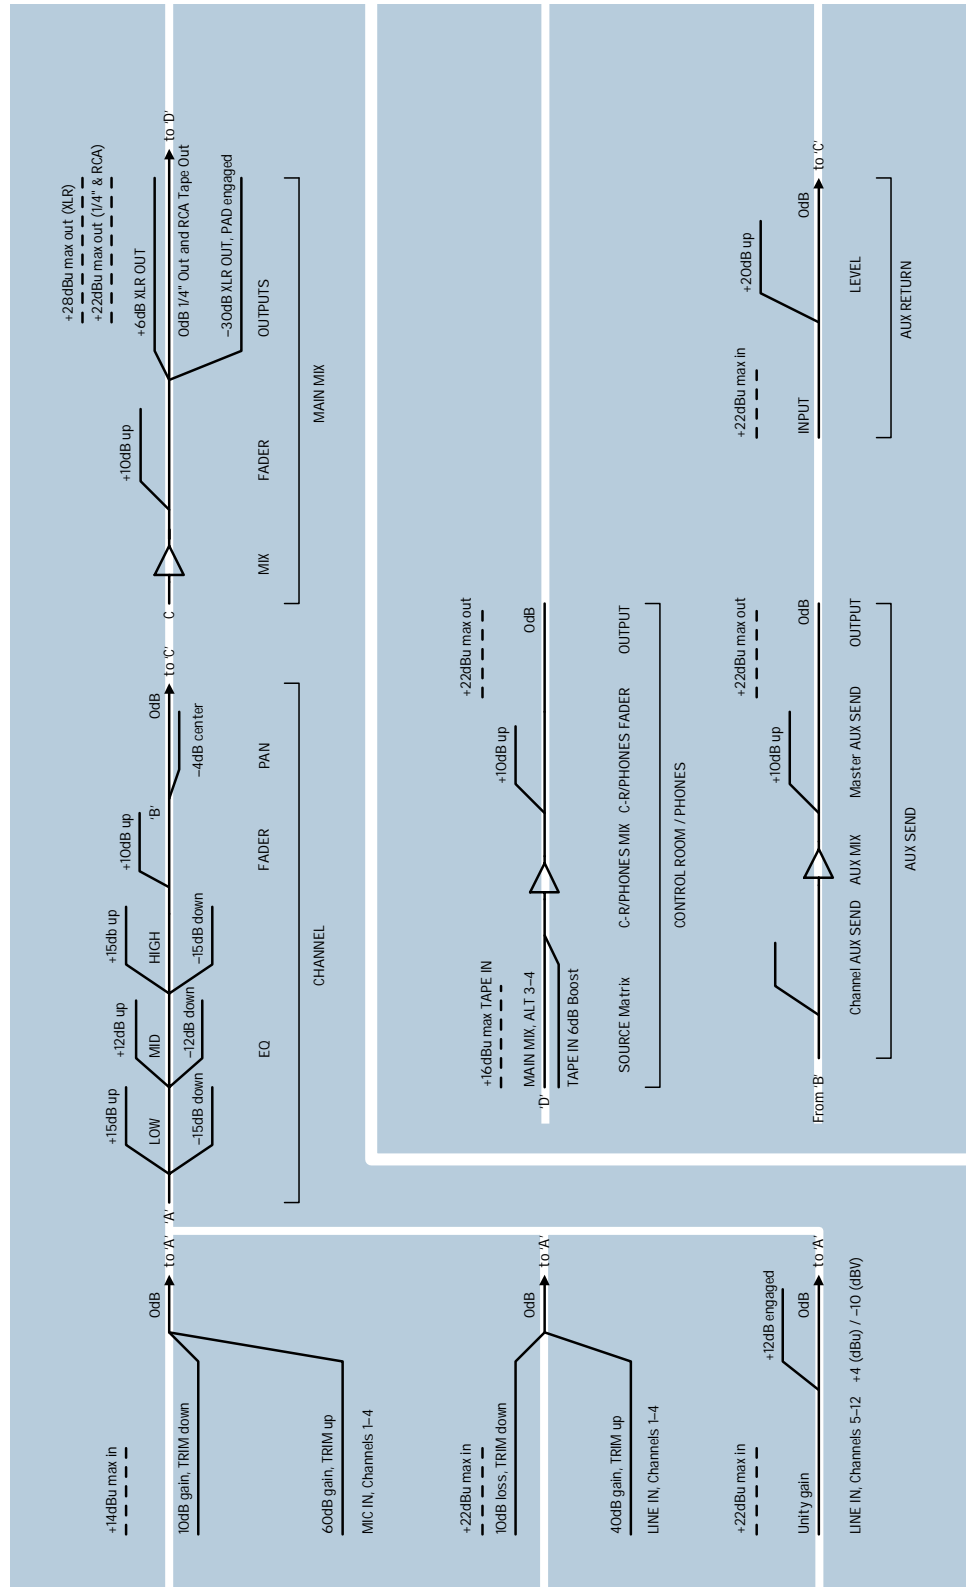 +14dBu max in
10dB gain, TRIM down
0dB
to 'A'
60dB gain, TRIM up
MIC IN, Channels 1–4
'A'
+15dB up
LOW
–15dB down
+12dB up
MID
–12dB down
+15db up
HIGH
–15dB down
EQ
+10dB up
FADER
'B'
0dB
to 'C'
–4dB center
PAN
CHANNEL
C
MIX
+10dB up
FADER
+28dBu max out (XLR)
+22dBu max out (1/4" & RCA)
+6dB XLR OUT
to 'D'
0dB 1/4" Out and RCA Tape Out
–30dB XLR OUT, PAD engaged
OUTPUTS
MAIN MIX
+22dBu max in
10dB loss, TRIM down
0dB
to 'A'
40dB gain, TRIM up
LINE IN, Channels 1–4
+16dBu max TAPE IN
MAIN MIX, ALT 3–4
'D'
TAPE IN 6dB Boost
SOURCE Matrix
C-R/PHONES MIX
+10dB up
C-R/PHONES FADER
+22dBu max out
0dB
OUTPUT
CONTROL ROOM / PHONES
+22dBu max in
Unity gain
+12dB engaged
0dB
to 'A'
LINE IN, Channels 5–12 +4 (dBu) / –10 (dBV)
From 'B'
Channel AUX SEND
AUX MIX
+10dB up
Master AUX SEND
+22dBu max out
0dB
OUTPUT
AUX SEND
+22dBu max in
INPUT
+20dB up
LEVEL
0dB
to 'C'
AUX RETURN